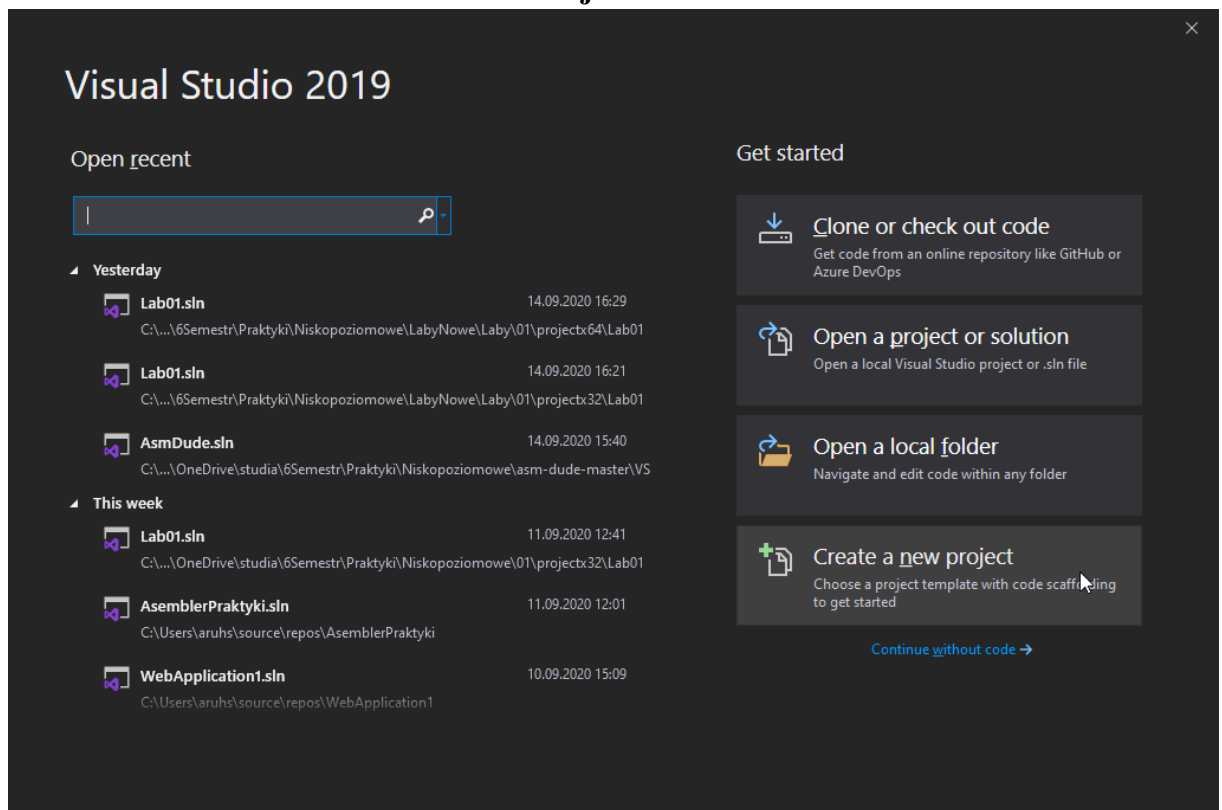 Visual Studio 2019
Open recent
Yesterday
Lab01.sln 14.09.2020 16:29
C:\...\6Semestr\Praktyki\Niskopoziomowe\LabyNowe\Laby\01\projectx64\Lab01
Lab01.sln 14.09.2020 16:21
C:\...\6Semestr\Praktyki\Niskopoziomowe\LabyNowe\Laby\01\projectx32\Lab01
AsmDude.sln 14.09.2020 15:40
C:\...\OneDrive\studia\6Semestr\Praktyki\Niskopoziomowe\asm-dude-master\VS
This week
Lab01.sln 11.09.2020 12:41
C:\...\OneDrive\studia\6Semestr\Praktyki\Niskopoziomowe\01\projectx32\Lab01
AsemblerPraktyki.sln 11.09.2020 12:01
C:\Users\aruhs\source\repos\AsemblerPraktyki
WebApplication1.sln 10.09.2020 15:09
C:\Users\aruhs\source\repos\WebApplication1
Get started
Clone or check out code
Get code from an online repository like GitHub or
Azure DevOps
Open a project or solution
Open a local Visual Studio project or .sln file
Open a local folder
Navigate and edit code within any folder
Create a new project
Choose a project template with code scaffolding
to get started
Continue without code →